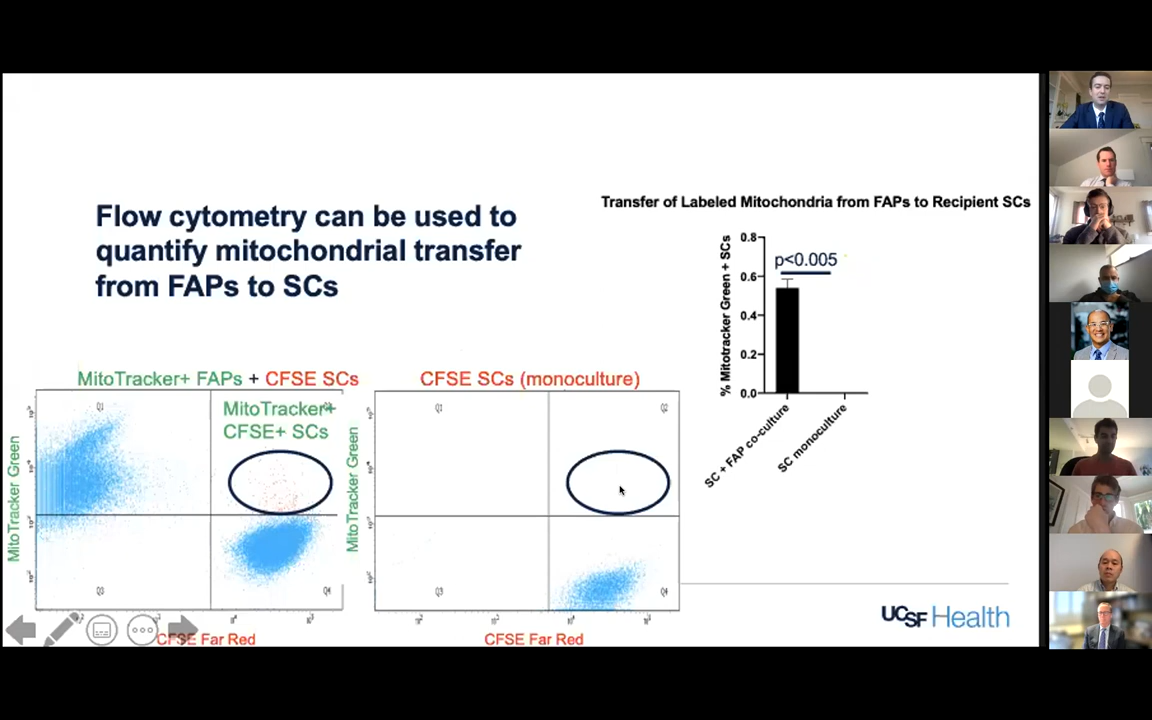 Flow cytometry can be used to
quantify mitochondrial transfer
from FAPs to SCs
Transfer of Labeled Mitochondria from FAPs to Recipient SCs
% Mitotracker Green + SCs
0.8
0.6
0.4
0.2
0.0
p<0.005
SC + FAP co-culture
SC monoculture
MitoTracker+ FAPs + CFSE SCs
MitoTracker Green
Q1
MitoTracker+
CFSE+ SCs
Q3
Q4
CFSE Far Red
CFSE SCs (monoculture)
MitoTracker Green
Q1
Q2
Q3
Q4
CFSE Far Red
UCSF Health